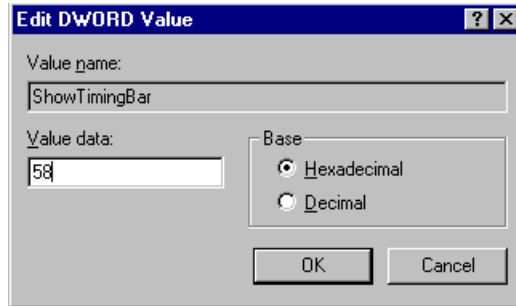 Edit DWORD Value
Value name:
ShowTimingBar
Value data:
58
Base
Hexadecimal
Decimal
OK Cancel